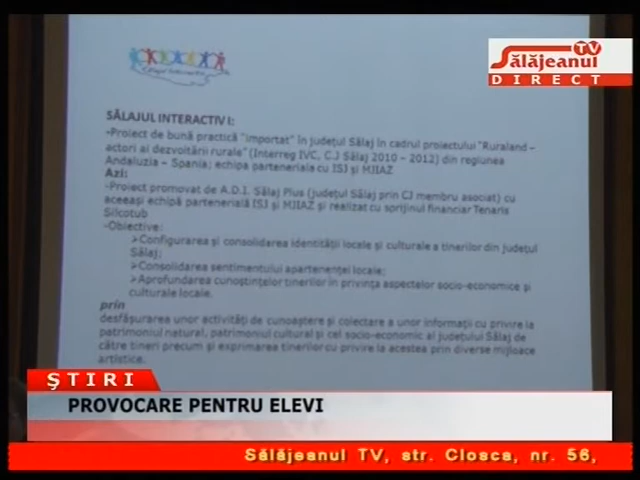 Sălăjeanul TV
DIRECT
SĂLAJUL INTERACTIV I:
-Proiect de bună practică "importat" în județul Sălaj în cadrul proiectului "Ruraland –
actori ai dezvoltării rurale" (Interreg IVC, CJ Sălaj 2010 – 2012) din regiunea
Andaluzia – Spania; echipa parteneriala cu ISJ și MJIAZ
Azi:
-Proiect promovat de A.D.I. Sălaj Plus (județul Sălaj prin CJ membru asociat) cu
aceeași echipă partenerială ISJ și MJIAZ și realizat cu sprijinul financiar Tenaris
Silcotub
-Obiective:
➢Configurarea și consolidarea identității locale și culturale a tinerilor din județul
Sălaj;
➢Consolidarea sentimentului apartenenței locale;
➢Aprofundarea cunoștințelor tinerilor în privința aspectelor socio-economice și
culturale locale.
prin
desfășurarea unor activități de cunoaștere și colectare a unor informații cu privire la
patrimoniul natural, patrimoniul cultural și cel socio-economic al județului Sălaj de
către tineri precum și exprimarea tinerilor cu privire la acestea prin diverse mijloace
artistice.
ŞTIRI
PROVOCARE PENTRU ELEVI
Sălăjeanul TV, str. Closca, nr. 56,